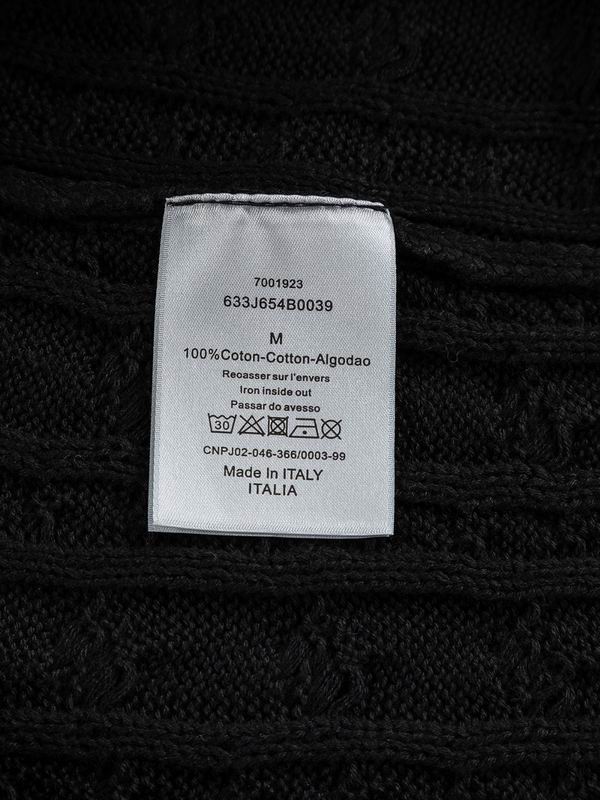 7001923
633J654B0039
M
100%Coton-Cotton-Algodao
Reoasser sur l'envers
Iron inside out
Passar do avesso
30
CNPJ02-046-366/0003-99
Made In ITALY
ITALIA